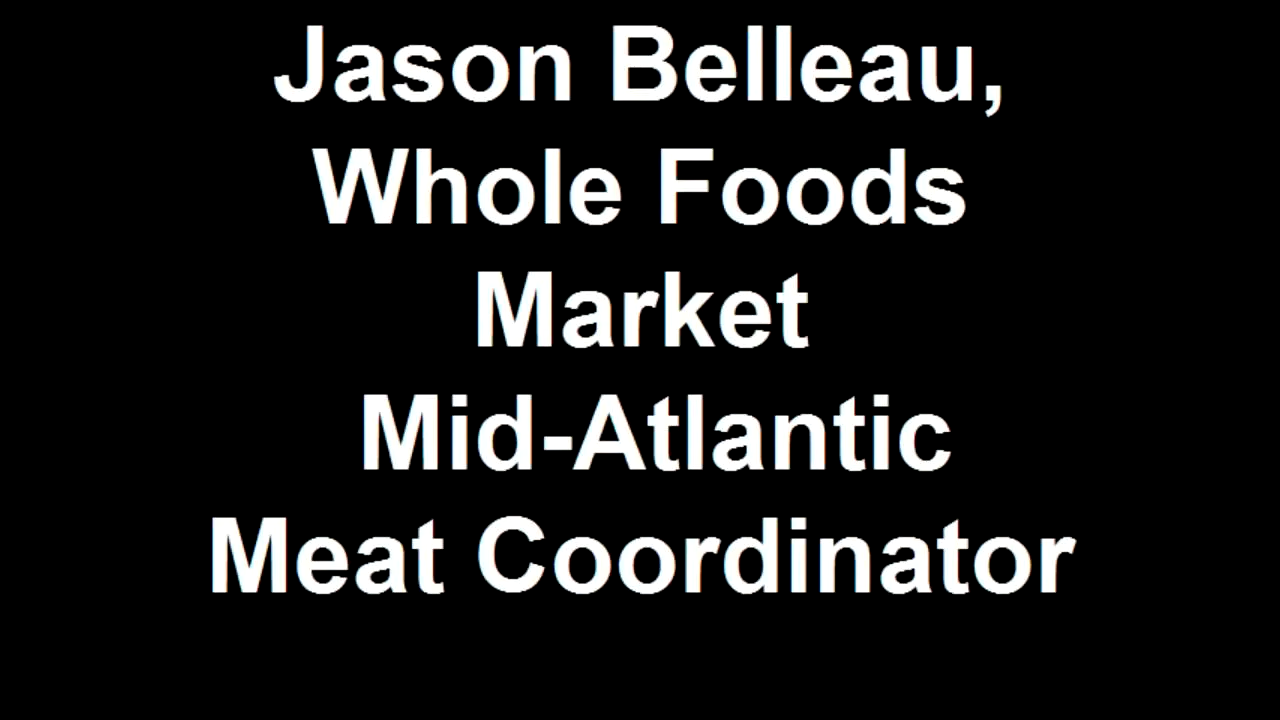 Jason Belleau,
Whole Foods
Market
Mid-Atlantic
Meat Coordinator